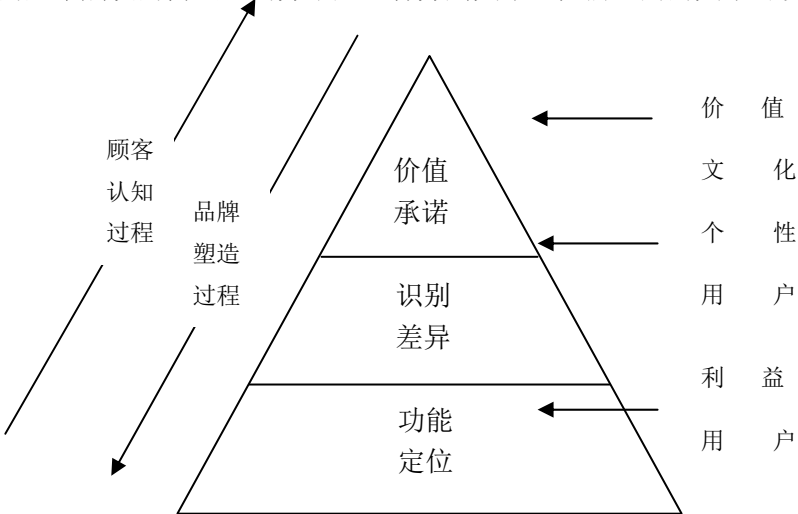 顾客
认知
过程
品牌
塑造
过程
价值
承诺
识别
差异
功能
定位
价 值
文 化
个 性
用 户
利 益
用 户